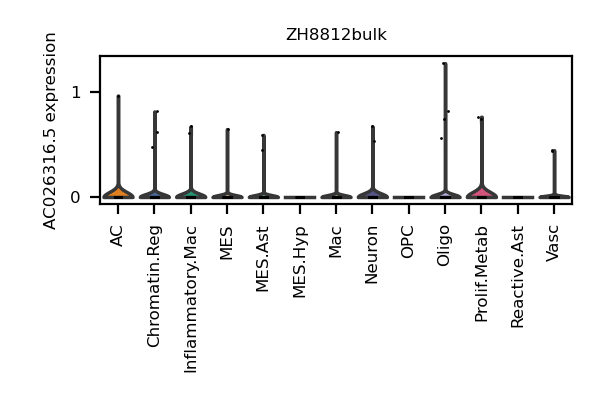 ZH8812bulk
AC026316.5 expression
1
0
AC
Chromatin.Reg
Inflammatory.Mac
MES
MES.Ast
MES.Hyp
Mac
Neuron
OPC
Oligo
Prolif.Metab
Reactive.Ast
Vasc